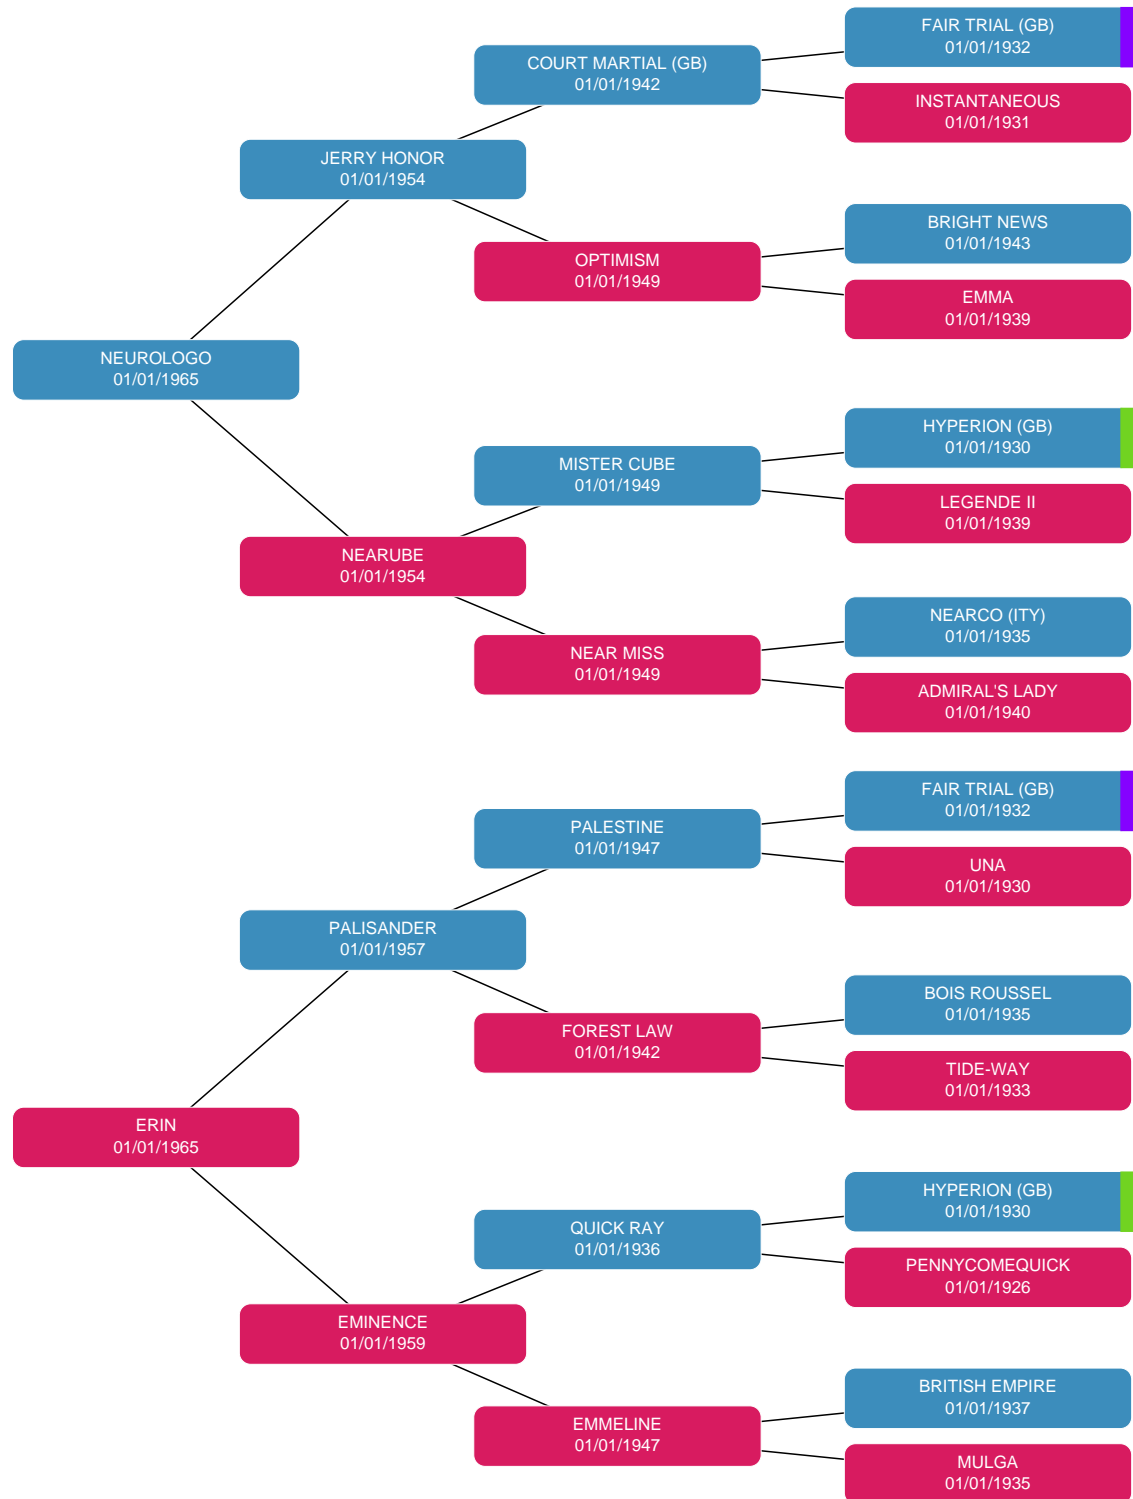 FAIR TRIAL (GB)
01/01/1932
COURT MARTIAL (GB)
01/01/1942
INSTANTANEOUS
01/01/1931
JERRY HONOR
01/01/1954
BRIGHT NEWS
01/01/1943
OPTIMISM
01/01/1949
EMMA
01/01/1939
NEUROLOGO
01/01/1965
HYPERION (GB)
01/01/1930
MISTER CUBE
01/01/1949
LEGENDE II
01/01/1939
NEARUBE
01/01/1954
NEARCO (ITY)
01/01/1935
NEAR MISS
01/01/1949
ADMIRAL'S LADY
01/01/1940
FAIR TRIAL (GB)
01/01/1932
PALESTINE
01/01/1947
UNA
01/01/1930
PALISANDER
01/01/1957
BOIS ROUSSEL
01/01/1935
FOREST LAW
01/01/1942
TIDE-WAY
01/01/1933
ERIN
01/01/1965
HYPERION (GB)
01/01/1930
QUICK RAY
01/01/1936
PENNYCOMEQUICK
01/01/1926
EMINENCE
01/01/1959
BRITISH EMPIRE
01/01/1937
EMMELINE
01/01/1947
MULGA
01/01/1935